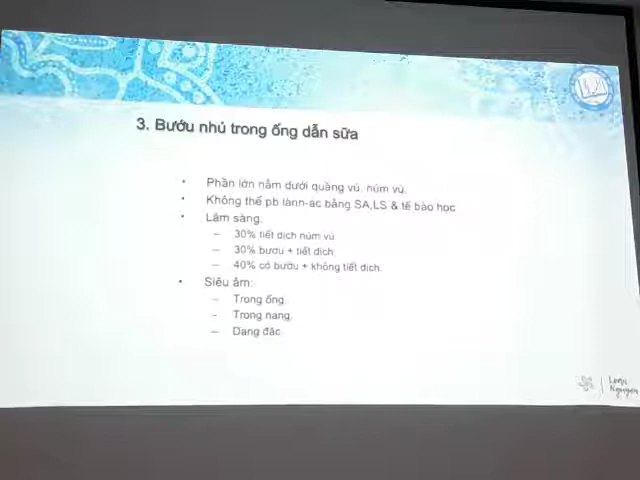 3. Bướu nhú trong ống dẫn sữa
• Phần lớn nằm dưới quầng vú, núm vú.
• Không thể pb lành-ác bằng SA,LS & tế bào học
• Lâm sàng:
– 30% tiết dịch núm vú
– 30% bướu + tiết dịch
– 40% có bướu + không tiết dịch.
• Siêu âm:
– Trong ống.
– Trong nang.
– Dạng đặc
Nguyen